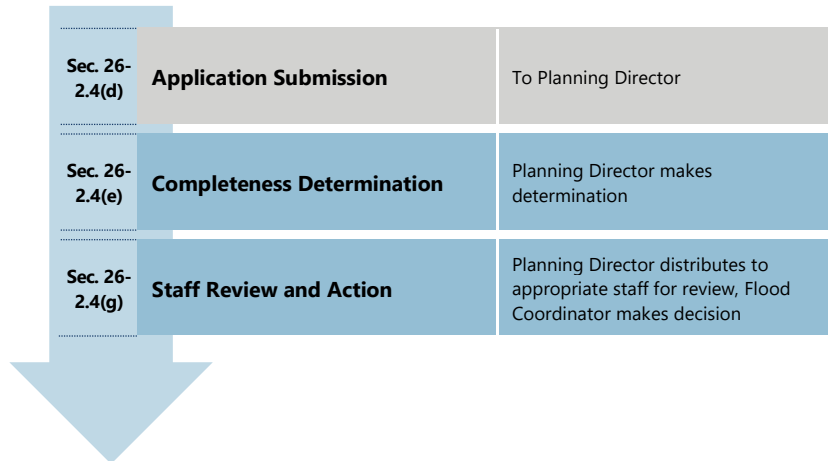 Sec. 26-
2.4(d)
Application Submission
To Planning Director
Sec. 26-
2.4(e)
Completeness Determination
Planning Director makes
determination
Sec. 26-
2.4(g)
Staff Review and Action
Planning Director distributes to
appropriate staff for review, Flood
Coordinator makes decision